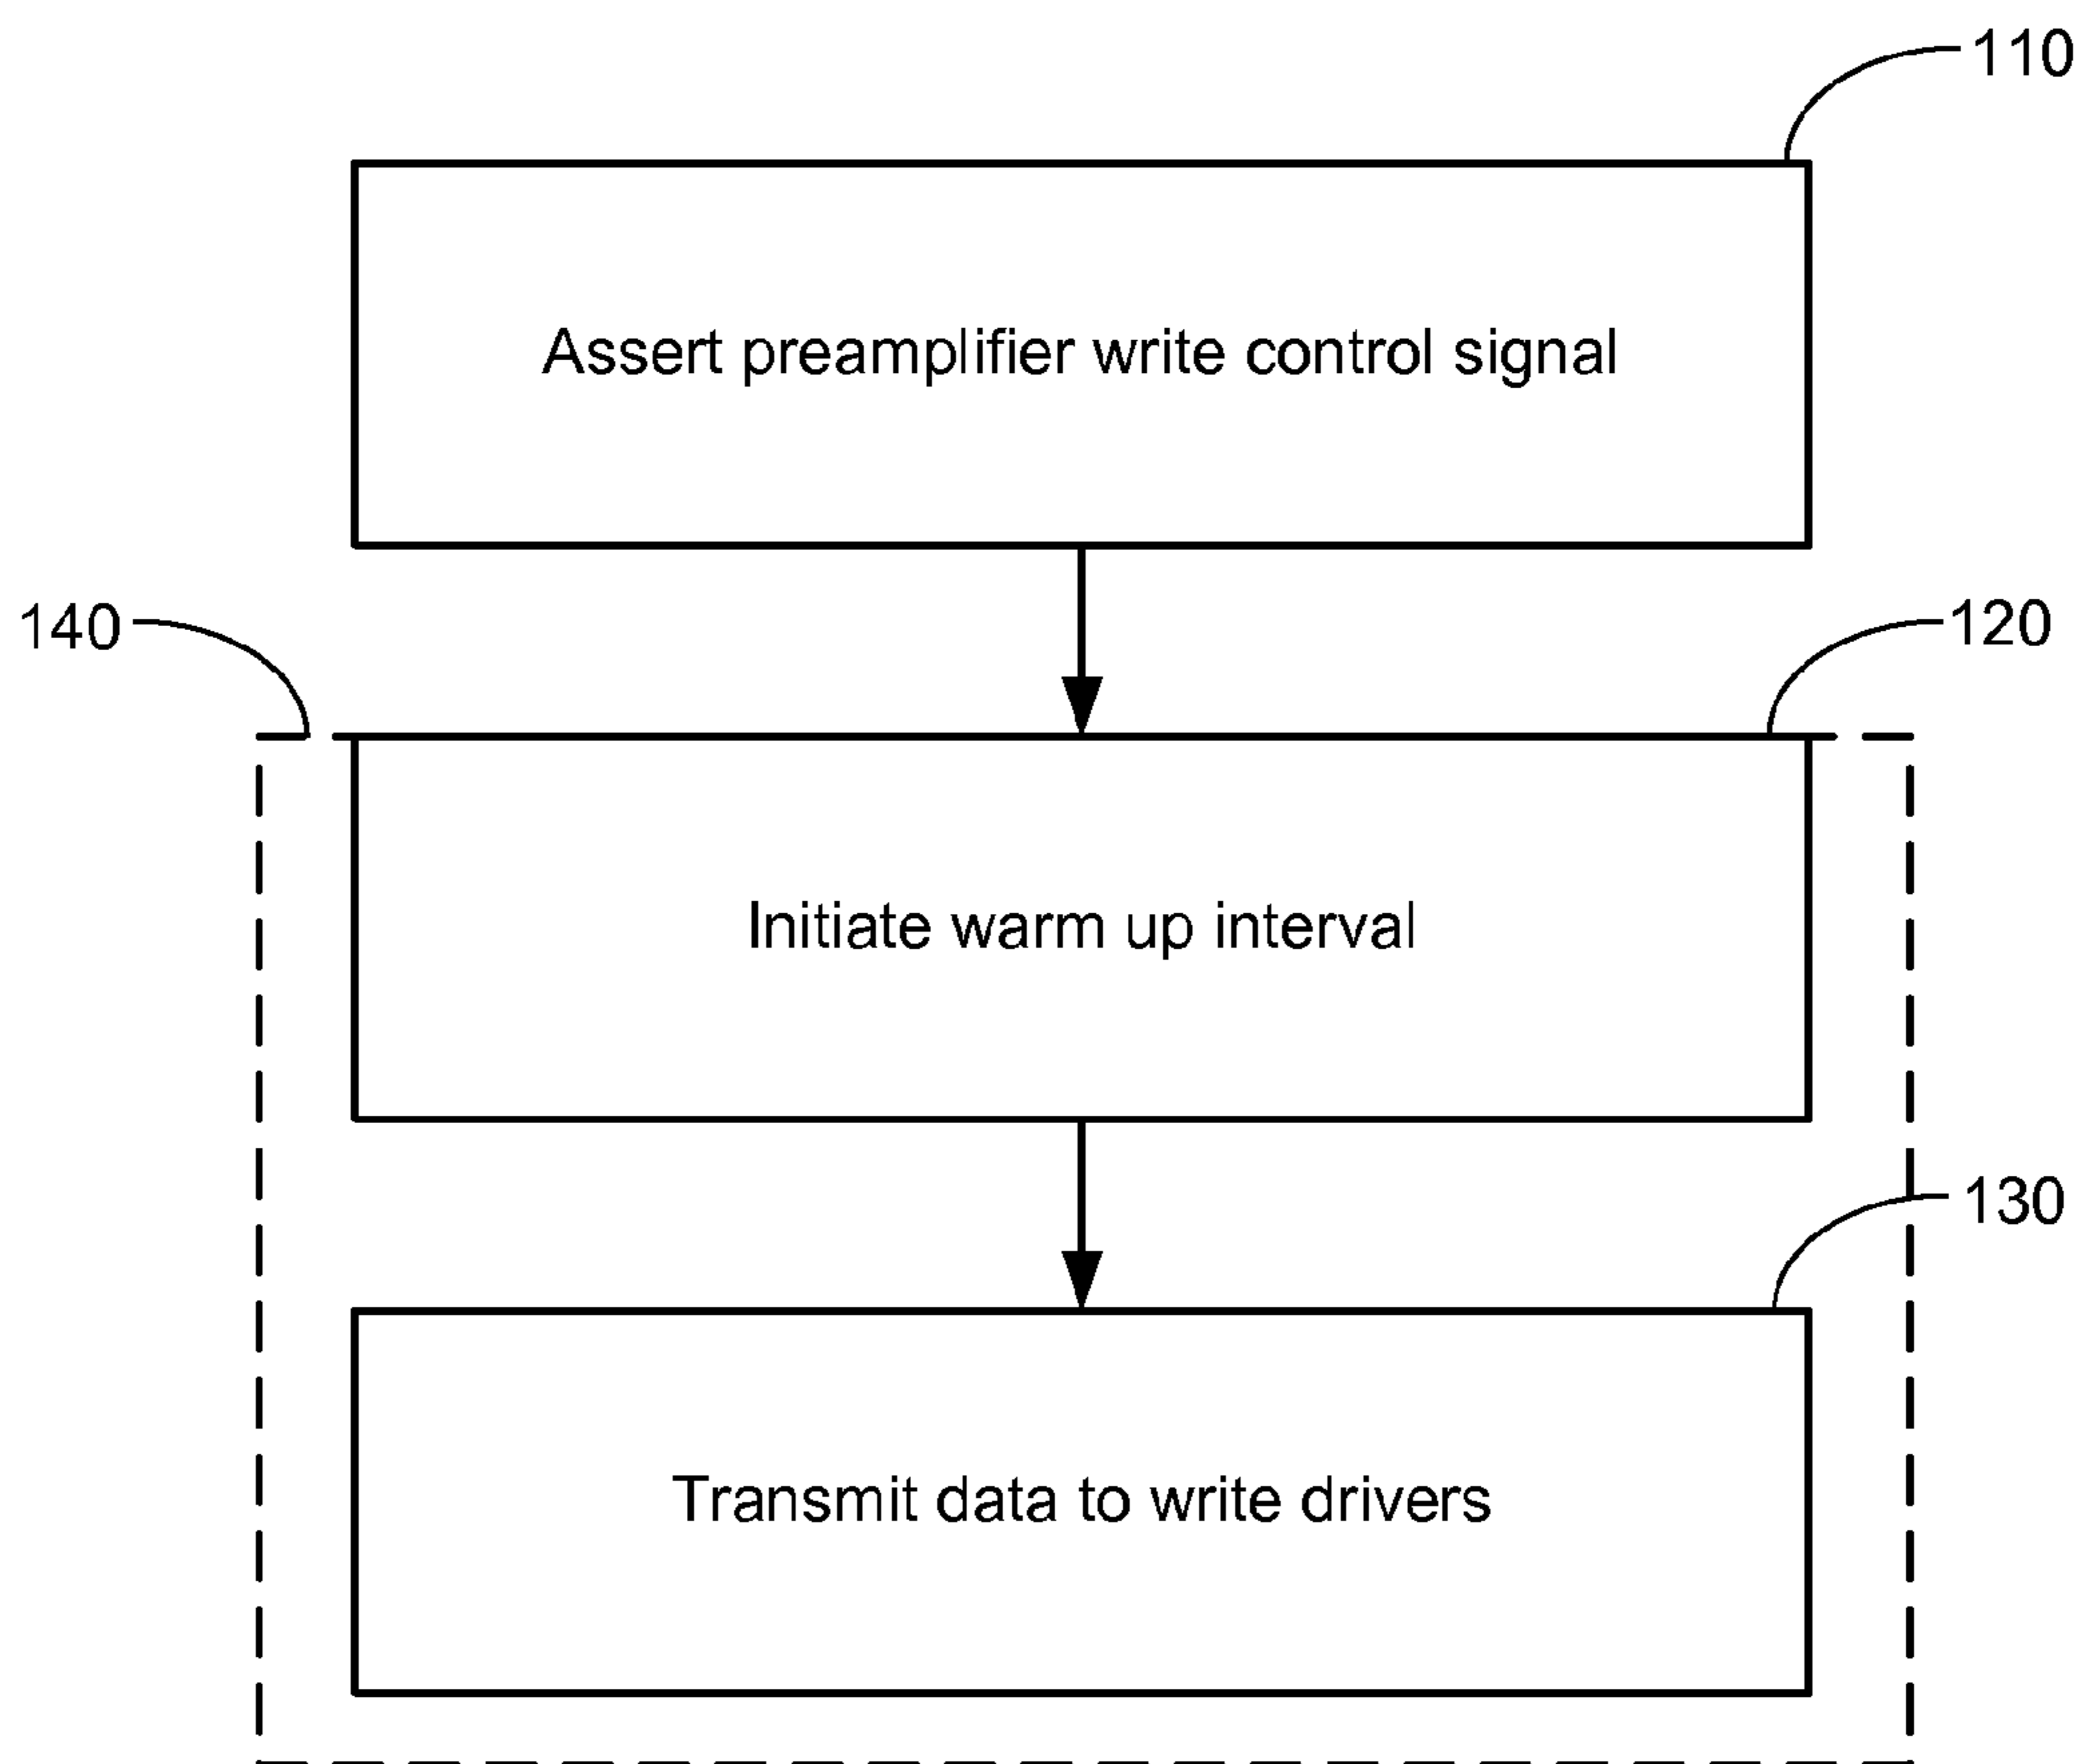 110
Assert preamplifier write control signal
140
120
Initiate warm up interval
130
Transmit data to write drivers